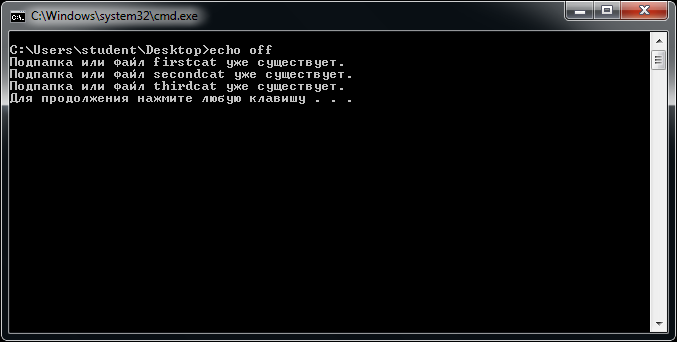 C:\Windows\system32\cmd.exe
C:\Users\student\Desktop>echo off
Подпапка или файл firstcat уже существует.
Подпапка или файл secondcat уже существует.
Подпапка или файл thirdcat уже существует.
Для продолжения нажмите любую клавишу . . .